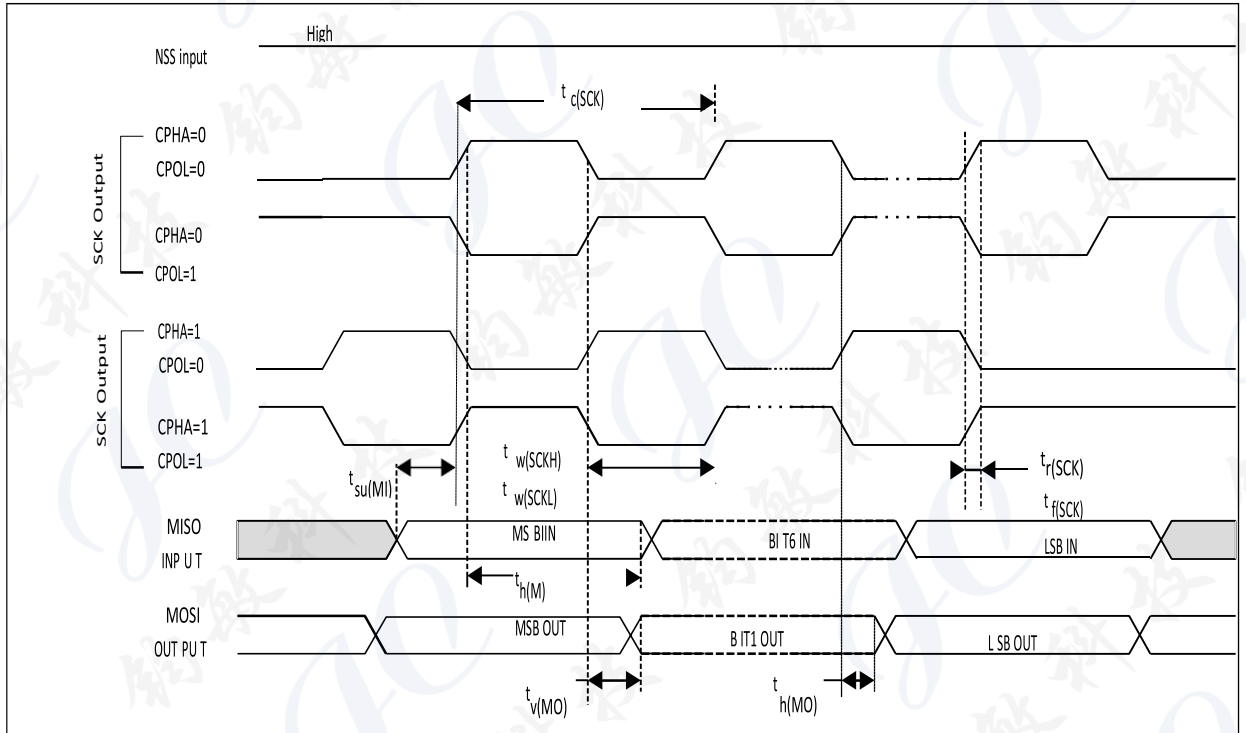 High
NSS input
t c(SCK)
CPHA=0
CPOL=0
CPHA=0
CPOL=1
SCK Output
CPHA=1
CPOL=0
CPHA=1
CPOL=1
SCK Output
t su(MI)
t w(SCKH)
t w(SCKL)
t r(SCK)
t f(SCK)
MISO
INP U T
MS BIIN
BI T6 IN
LSB IN
t h(M)
MOSI
OUT PU T
MSB OUT
B IT1 OUT
L SB OUT
t v(MO)
t h(MO)